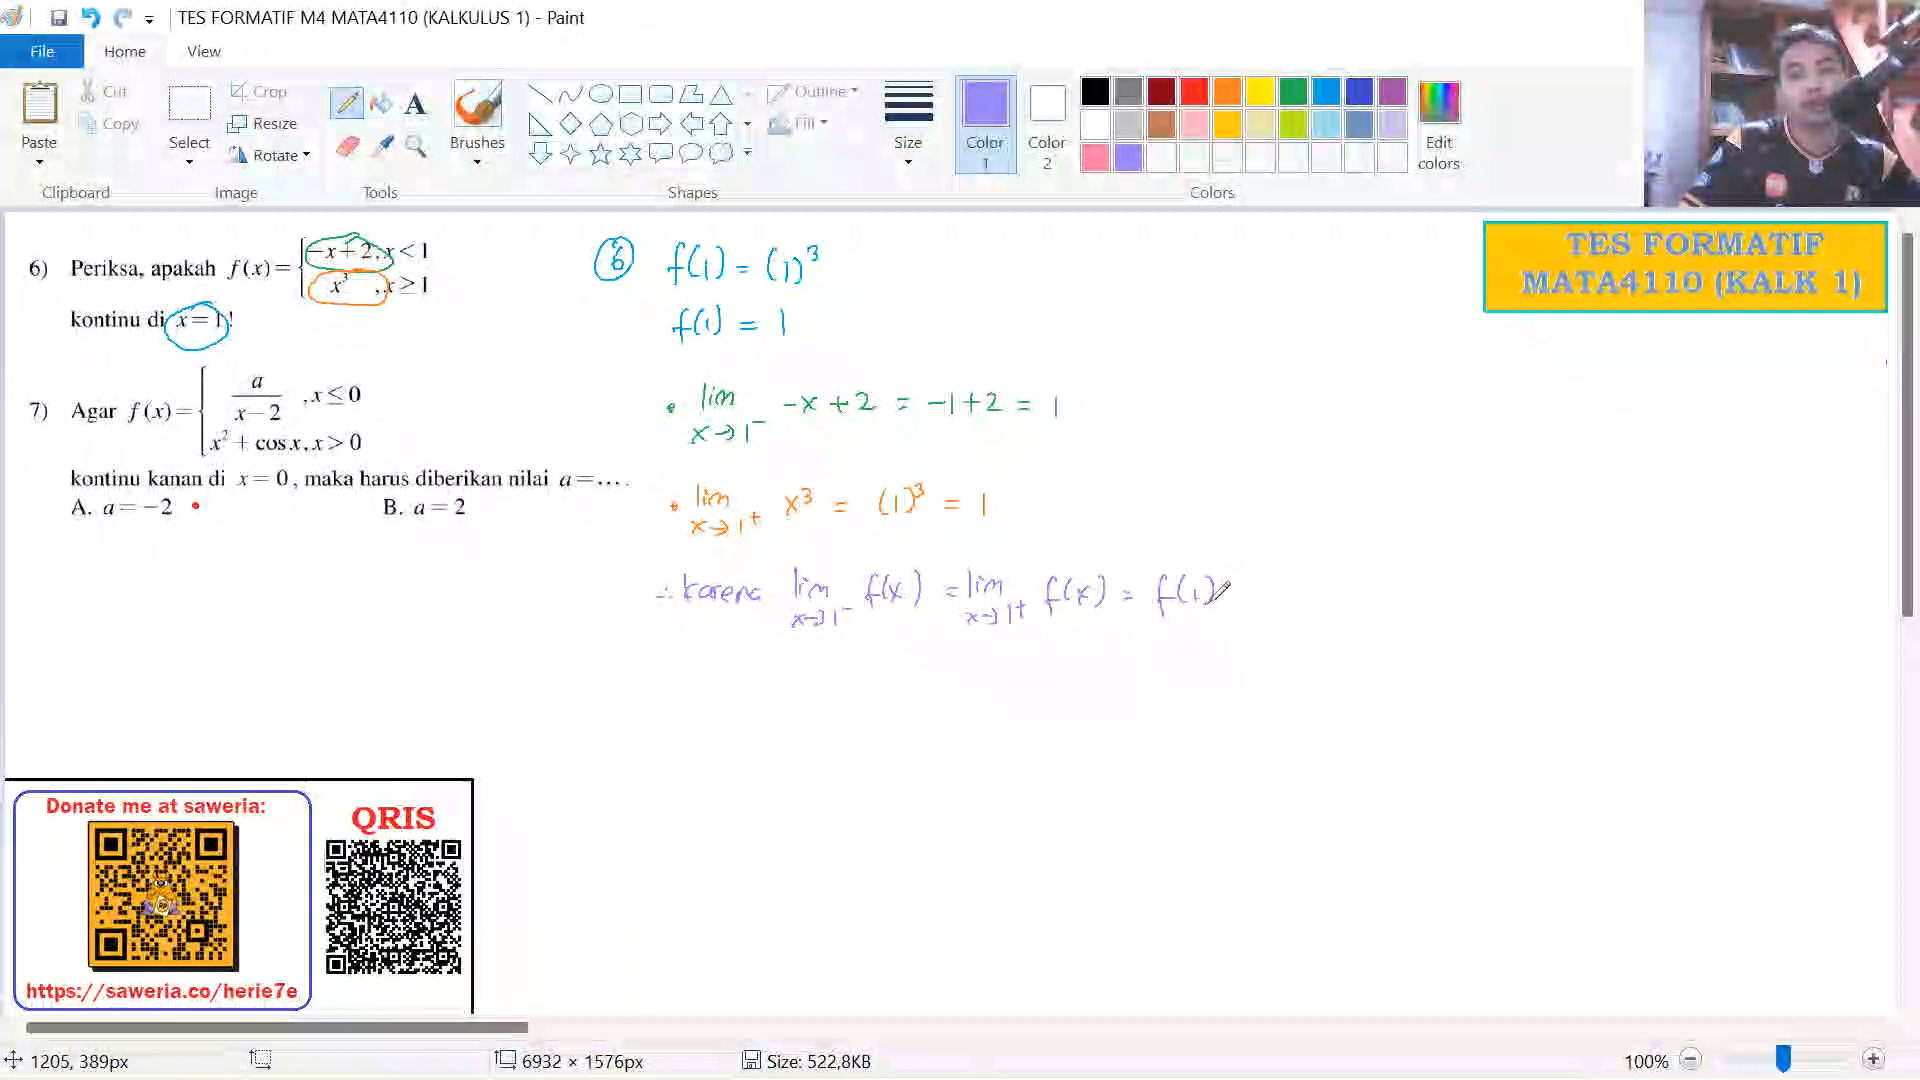 TES FORMATIF M4 MATA4110 (KALKULUS 1) - Paint
File Home View
Paste
Cut
Copy
Clipboard
Select
Crop
Resize
Rotate
Image
A
Tools
Brushes
Outline
Fill
Shapes
Size
Color 1
Color 2
Edit colors
Colors
TES FORMATIF
MATA4110 (KALK 1)
6) Periksa, apakah f(x) = { -x+2, x < 1
x³ , x ≥ 1
kontinu di x = 1!
7) Agar f(x) = { a/(x-2) , x ≤ 0
x² + cos x, x > 0
kontinu kanan di x = 0, maka harus diberikan nilai a = ... .
A. a = -2 B. a = 2
6 f(1) = (1)³
f(1) = 1
• lim x→1⁻ -x + 2 = -1 + 2 = 1
• lim x→1⁺ x³ = (1)³ = 1
∴ karena lim x→1⁻ f(x) = lim x→1⁺ f(x) = f(1)
Donate me at saweria:
https://saweria.co/herie7e
QRIS
1205, 389px 6932 × 1576px Size: 522,8KB 100%